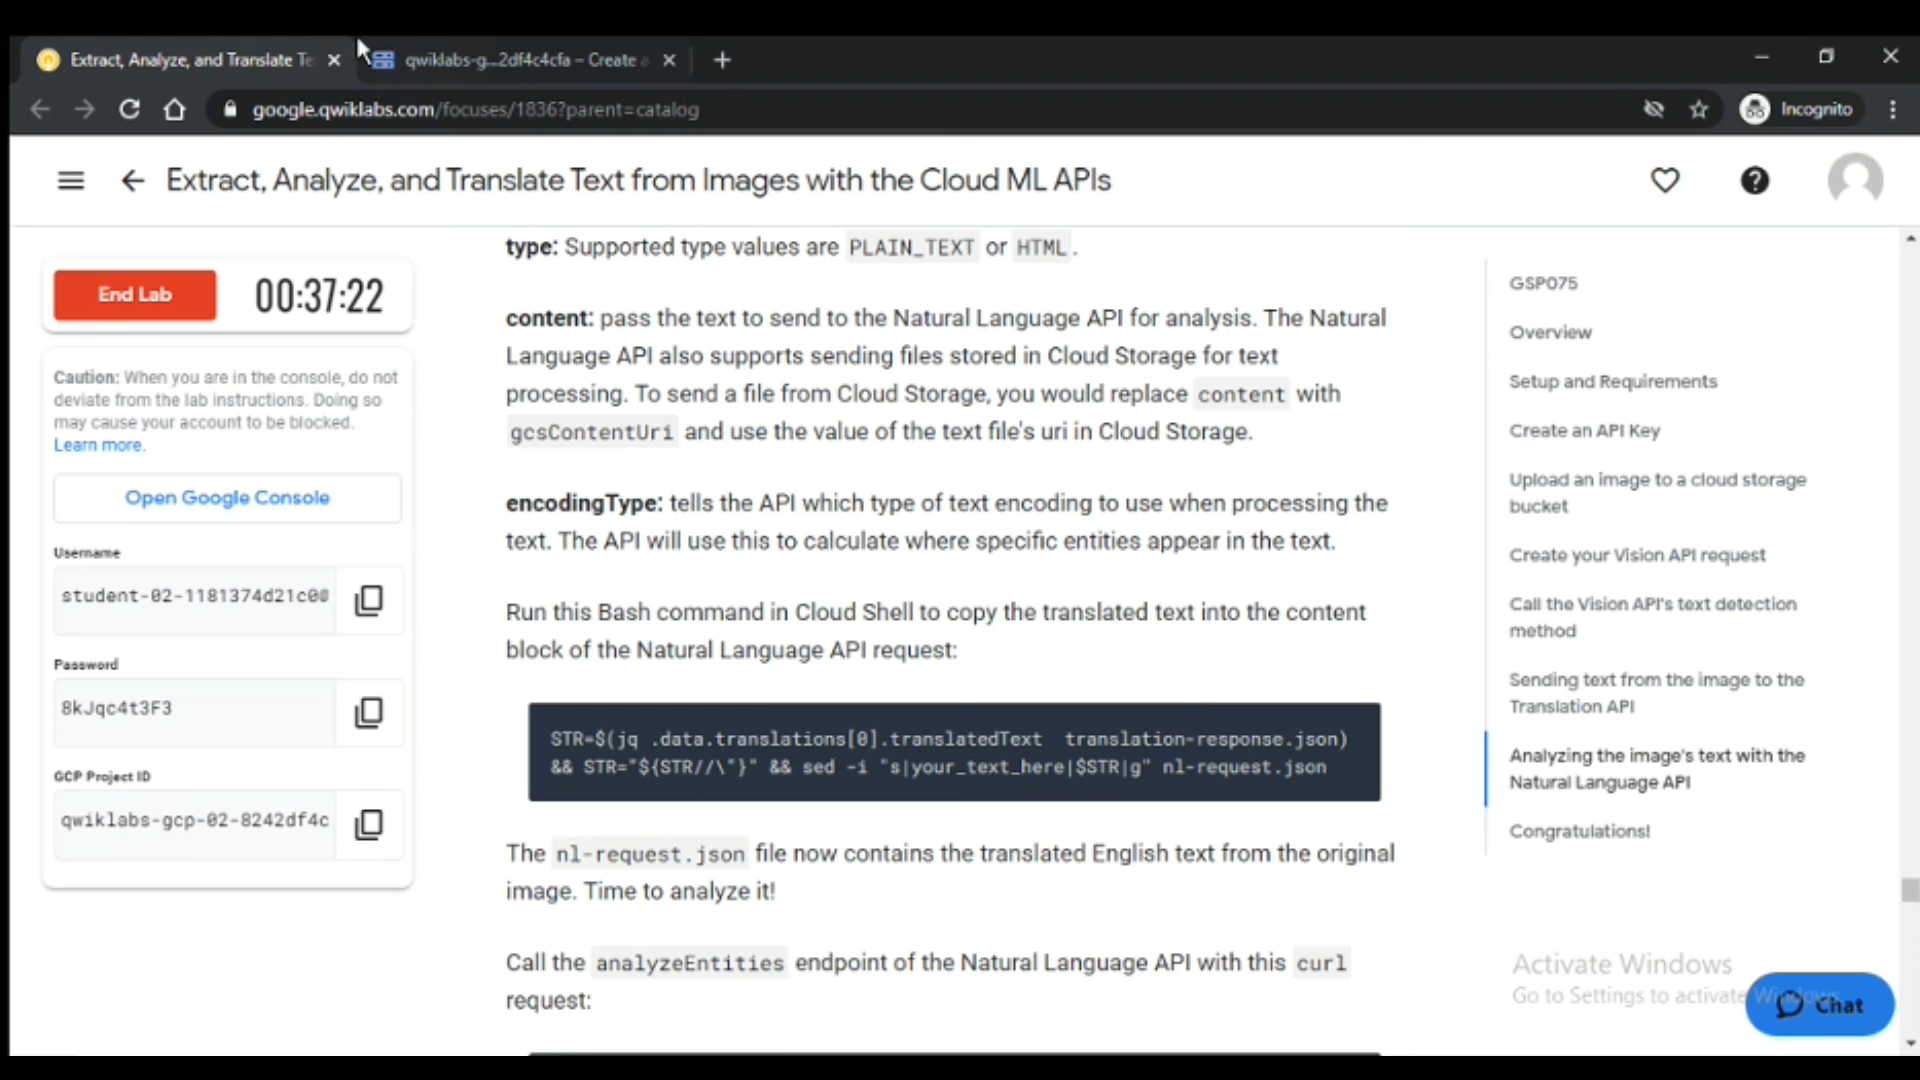 Extract, Analyze, and Translate Te
qwiklabs-g...2df4c4cfa – Create a
google.qwiklabs.com/focuses/1836?parent=catalog
Incognito
Extract, Analyze, and Translate Text from Images with the Cloud ML APIs
End Lab
00:37:22
Caution: When you are in the console, do not
deviate from the lab instructions. Doing so
may cause your account to be blocked.
Learn more.
Open Google Console
Username
student-02-1181374d21c00
Password
8kJqc4t3F3
GCP Project ID
qwiklabs-gcp-02-8242df4c
type: Supported type values are PLAIN_TEXT or HTML.
content: pass the text to send to the Natural Language API for analysis. The Natural
Language API also supports sending files stored in Cloud Storage for text
processing. To send a file from Cloud Storage, you would replace content with
gcsContentUri and use the value of the text file's uri in Cloud Storage.
encodingType: tells the API which type of text encoding to use when processing the
text. The API will use this to calculate where specific entities appear in the text.
Run this Bash command in Cloud Shell to copy the translated text into the content
block of the Natural Language API request:
STR=$(jq .data.translations[0].translatedText  translation-response.json)
&& STR="${STR//\"}" && sed -i "s|your_text_here|$STR|g" nl-request.json
The nl-request.json file now contains the translated English text from the original
image. Time to analyze it!
Call the analyzeEntities endpoint of the Natural Language API with this curl
request:
GSP075
Overview
Setup and Requirements
Create an API Key
Upload an image to a cloud storage
bucket
Create your Vision API request
Call the Vision API's text detection
method
Sending text from the image to the
Translation API
Analyzing the image's text with the
Natural Language API
Congratulations!
Activate Windows
Go to Settings to activate Windows.
Chat